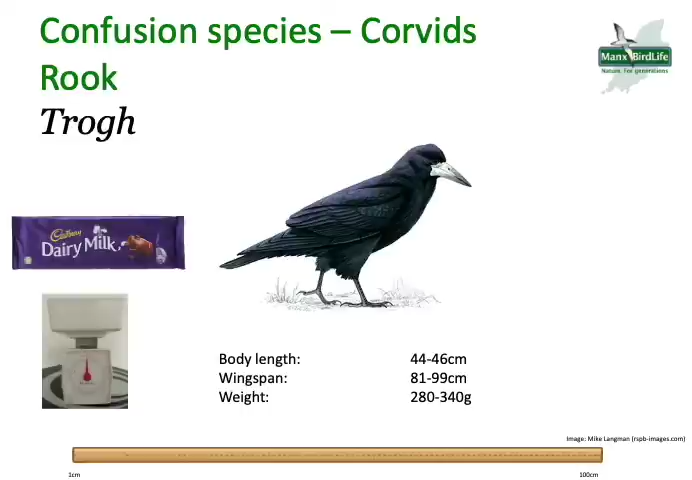 Confusion species – Corvids
Rook
Trogh
Manx BirdLife
Nature. For generations
Cadbury
Dairy Milk
Body length: 44-46cm
Wingspan: 81-99cm
Weight: 280-340g
Image: Mike Langman (rspb-images.com)
1cm 100cm